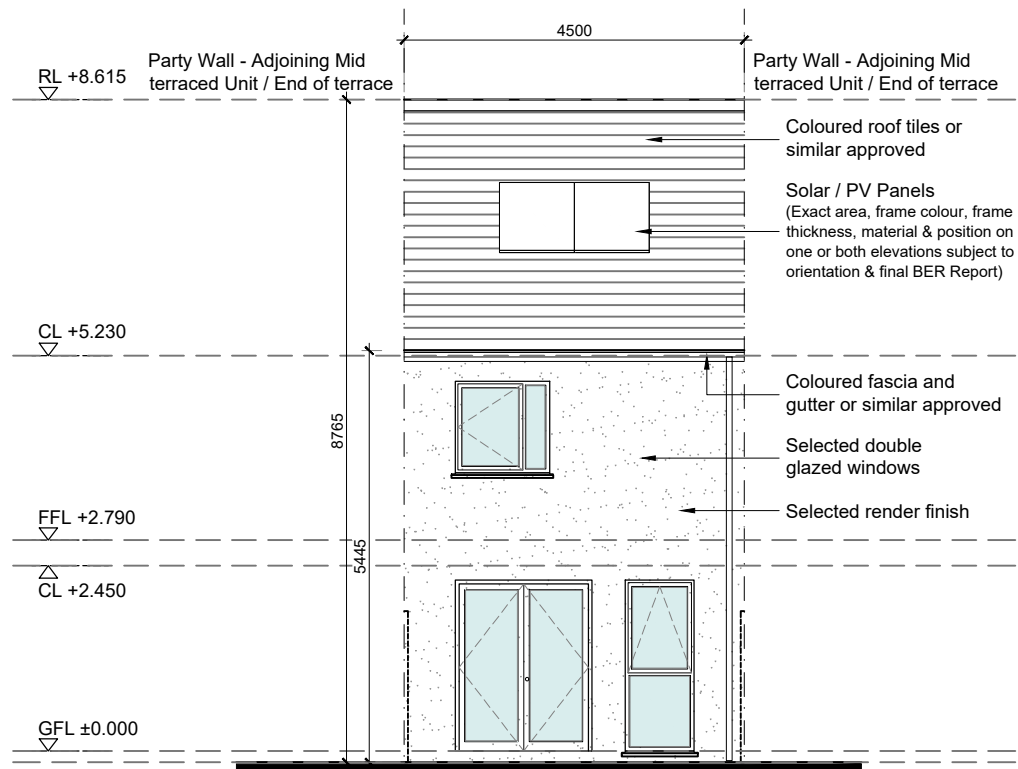 4500
Party Wall - Adjoining Mid
terraced Unit / End of terrace
Party Wall - Adjoining Mid
terraced Unit / End of terrace
RL +8.615
Coloured roof tiles or
similar approved
Solar / PV Panels
(Exact area, frame colour, frame
thickness, material & position on
one or both elevations subject to
orientation & final BER Report)
CL +5.230
Coloured fascia and
gutter or similar approved
8765
Selected double
glazed windows
Selected render finish
FFL +2.790
5445
CL +2.450
GFL ±0.000